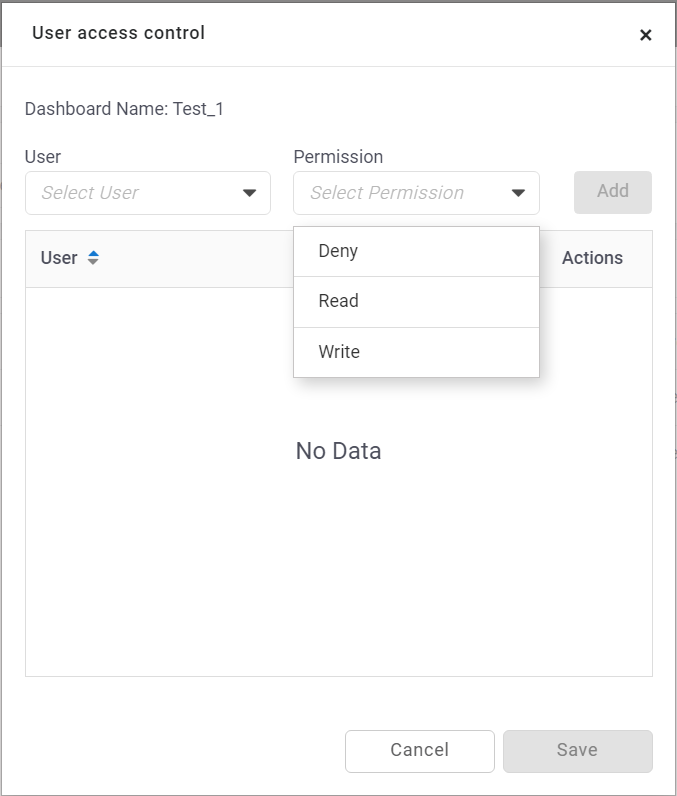 User access control
×
Dashboard Name: Test_1
User
Permission
Select User
Select Permission
Add
User
Actions
Deny
Read
Write
No Data
Cancel
Save